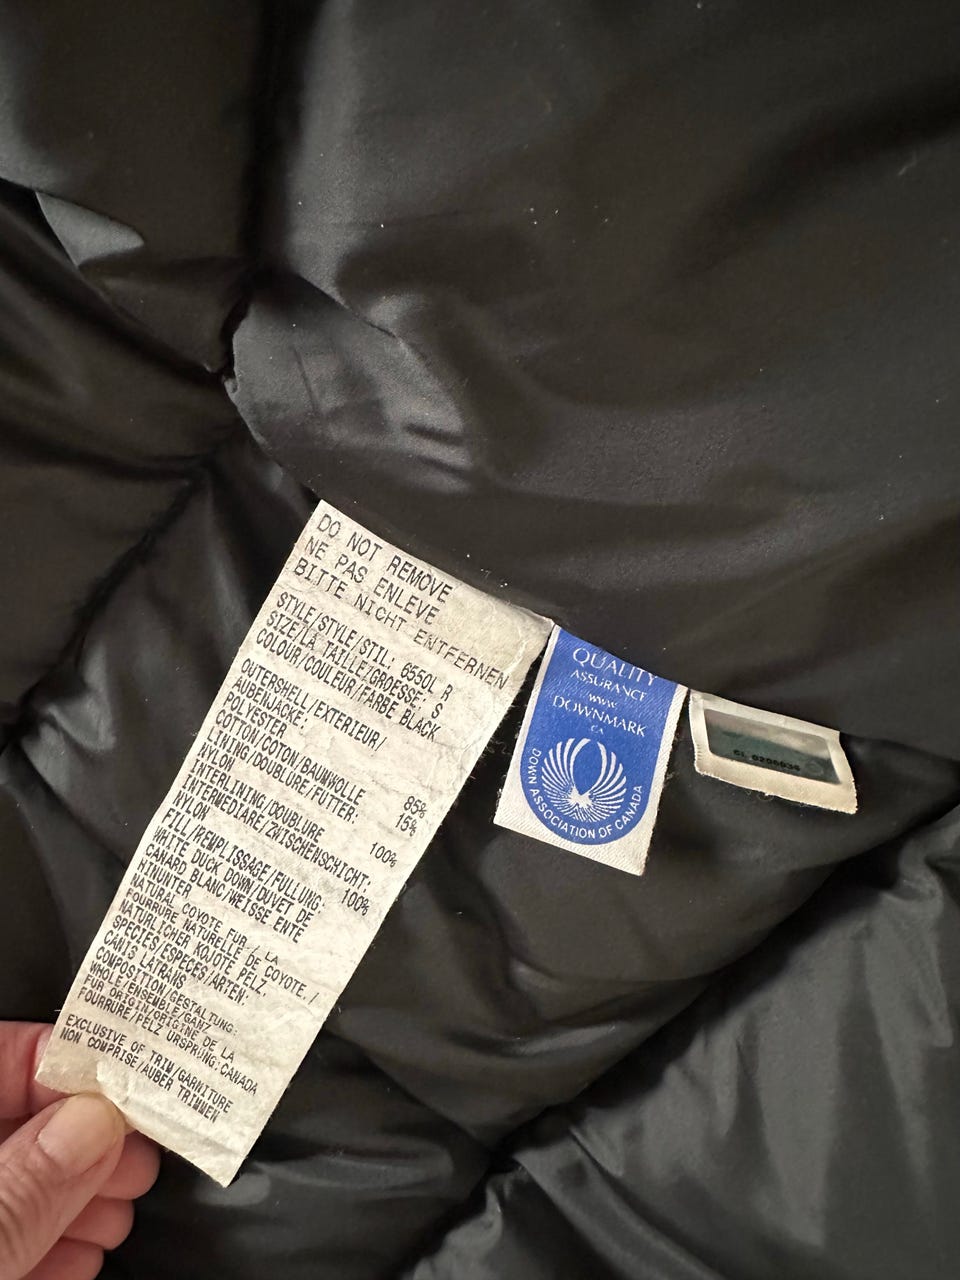 DO NOT REMOVE
NE PAS ENLEVE
BITTE NICHT ENTFERNEN
STYLE/STYLE/STIL: 6550L R
SIZE/LA TAILLE/GROESSE, S
COLOUR/COULEUR/FARBE BLACK
OUTERSHELL/EXTERIEUR/
AUBENJACKE:
POLYESTER 85%
COTTON/COTON/BAUMWOLLE 15%
LINING/DOUBLURE/FUTTER:
NYLON 100%
INTERLINING/DOUBLURE
INTERMEDIARE/ZWISCHENSCHICHT:
NYLON 100%
FILL/REMPLISSAGE/FULLUNG,
WHITE DUCK DOWN/DUVET DE
CANARD BLANC/WEISSE ENTE
HINUNTER
NATURAL COYOTE FUR / LA
FOURRURE NATURELLE DE COYOTE, /
NATURLICHER KOJOTE PELZ.
SPECIES/ESPECES/ARTEN:
CANIS LATRANS
COMPOSITION,GESTALTUNG:
WHOLE/ENSEMBLE/GANZ
FUR ORIGIN/ORIGINE DE LA
FOURRURE/PELZ URSPRUNG:CANADA
EXCLUSIVE OF TRIM/GARNITURE
NON COMPRISE/AUBER TRIMMEN
QUALITY
ASSURANCE
www
DOWNMARK
CA
DOWN ASSOCIATION OF CANADA